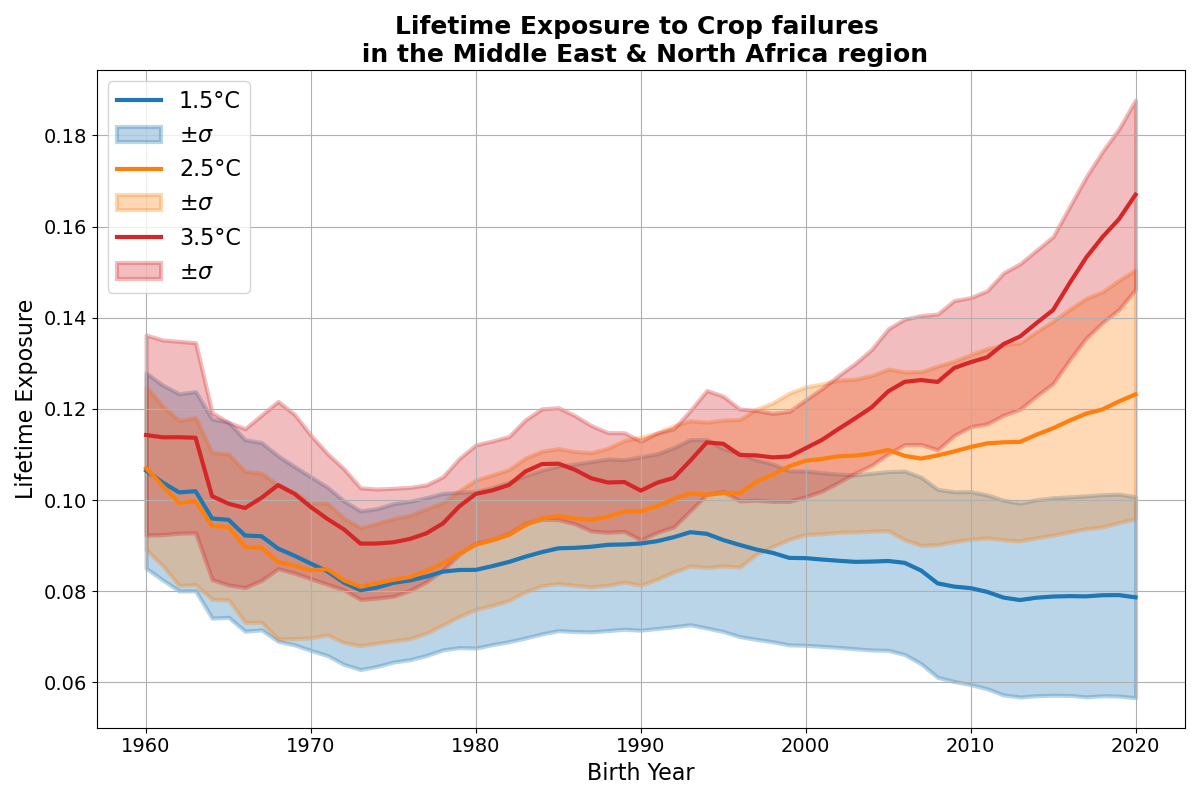 Lifetime Exposure to Crop failures
in the Middle East & North Africa region
1.5°C
±σ
2.5°C
±σ
3.5°C
±σ
Lifetime Exposure
0.18
0.16
0.14
0.12
0.10
0.08
0.06
1960 1970 1980 1990 2000 2010 2020
Birth Year